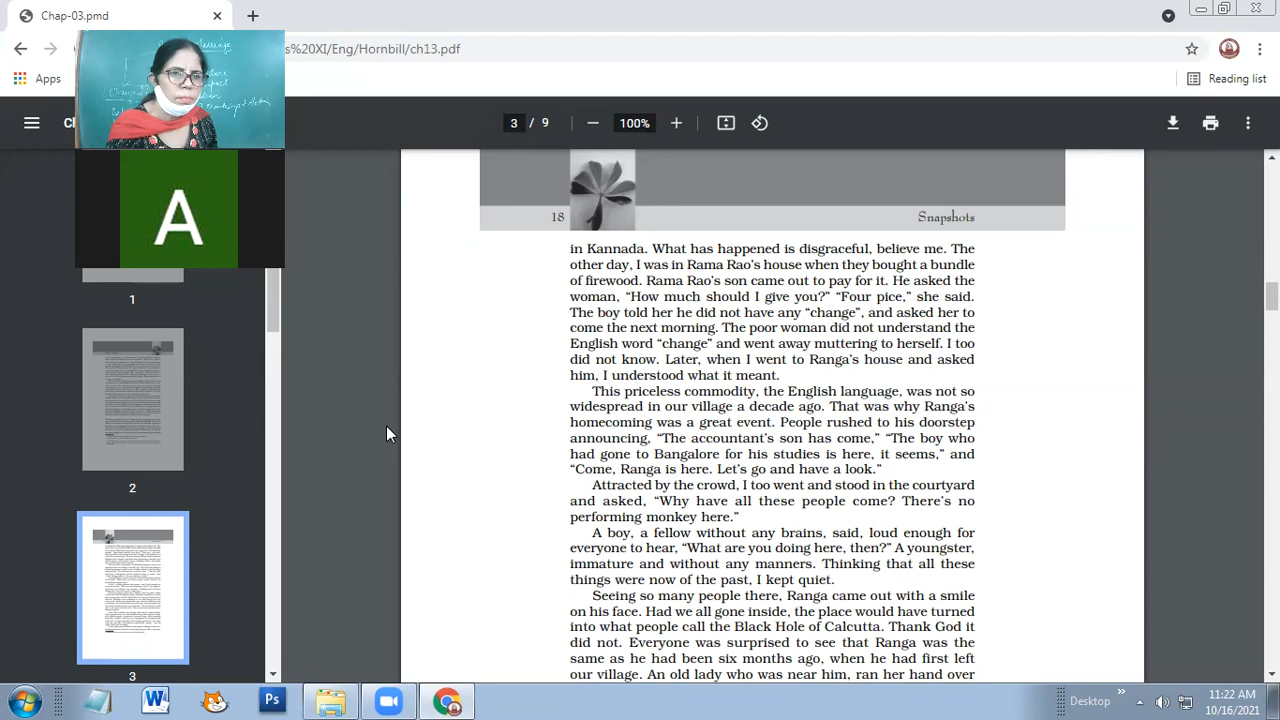 Chap-03.pmd
s%20XI/Eng/Hornbill/ch13.pdf
Apps
Reading list
Ch
3 / 9
100%
A
1
2
3
18
Snapshots
in Kannada. What has happened is disgraceful, believe me. The
other day, I was in Rama Rao's house when they bought a bundle
of firewood. Rama Rao's son came out to pay for it. He asked the
woman, “How much should I give you?” “Four pice,” she said.
The boy told her he did not have any “change”, and asked her to
come the next morning. The poor woman did not understand the
English word “change” and went away muttering to herself. I too
did not know. Later, when I went to Ranga's house and asked
him, I understood what it meant.
This priceless commodity, the English language, was not so
widespread in our village a decade ago. That was why Ranga's
homecoming was a great event. People rushed to his doorstep
announcing, “The accountant's son has come,” “The boy who
had gone to Bangalore for his studies is here, it seems,” and
“Come, Ranga is here. Let's go and have a look.”
Attracted by the crowd, I too went and stood in the courtyard
and asked, “Why have all these people come? There's no
performing monkey here.”
A boy, a fellow without any brains, said, loud enough for
everyone to hear, “What are you doing here, then?” A youngster,
immature and without any manners. Thinking that all these
things were now of the past, I kept quiet.
Seeing so many people there, Ranga came out with a smile
on his face. Had we all gone inside, the place would have turned
into what people call the Black Hole of Calcutta. Thank God it
did not. Everyone was surprised to see that Ranga was the
same as he had been six months ago, when he had first left
our village. An old lady who was near him, ran her hand over
W
Ps
Desktop
11:22 AM
10/16/2021